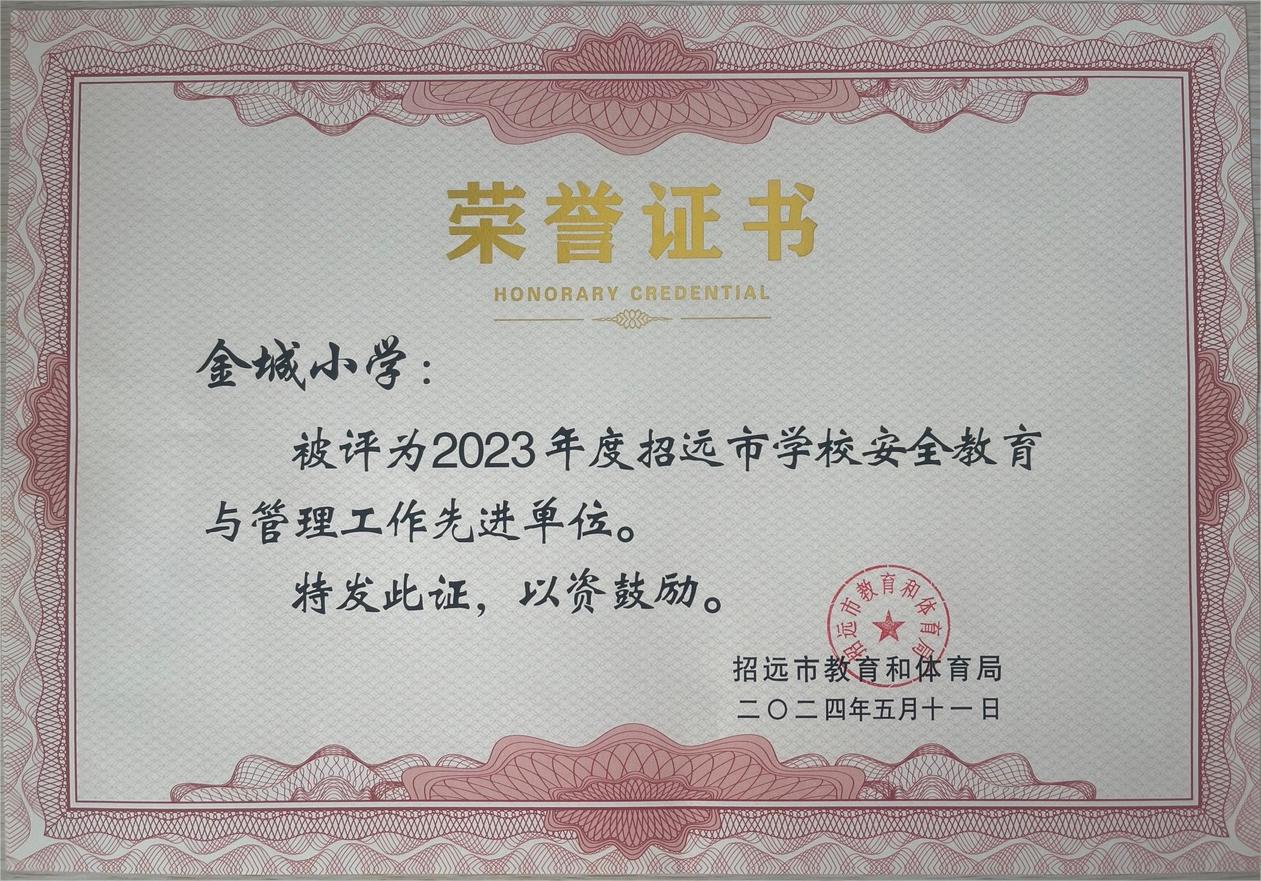 荣誉证书
HONORARY CREDENTIAL
金城小学：
被评为2023年度招远市学校安全教育
与管理工作先进单位。
特发此证，以资鼓励。
招远市教育和体育局
招远市教育和体育局
二〇二四年五月十一日